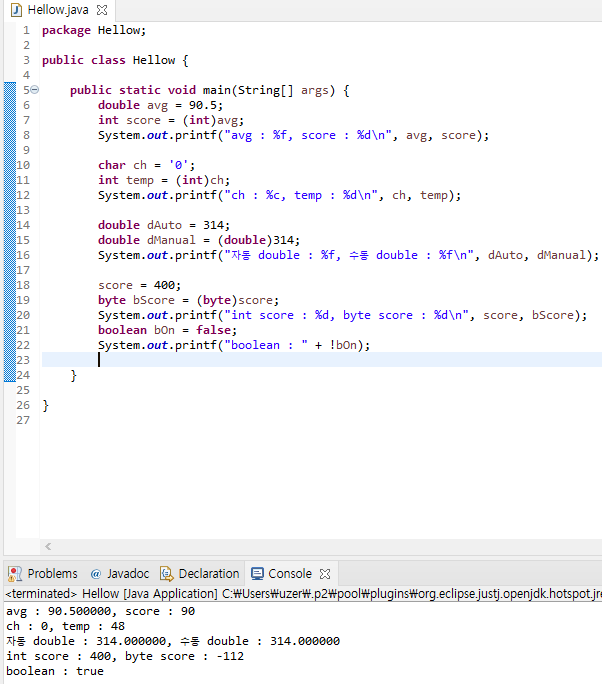 Hellow.java
1 package Hellow;
2
3 public class Hellow {
4
5 public static void main(String[] args) {
6 double avg = 90.5;
7 int score = (int)avg;
8 System.out.printf("avg : %f, score : %d\n", avg, score);
9
10 char ch = '0';
11 int temp = (int)ch;
12 System.out.printf("ch : %c, temp : %d\n", ch, temp);
13
14 double dAuto = 314;
15 double dManual = (double)314;
16 System.out.printf("자동 double : %f, 수동 double : %f\n", dAuto, dManual);
17
18 score = 400;
19 byte bScore = (byte)score;
20 System.out.printf("int score : %d, byte score : %d\n", score, bScore);
21 boolean bOn = false;
22 System.out.printf("boolean : " + !bOn);
23
24 }
25
26 }
27
Problems @ Javadoc Declaration Console
<terminated> Hellow [Java Application] C:₩Users₩uzer₩.p2₩pool₩plugins₩org.eclipse.justj.openjdk.hotspot.jre
avg : 90.500000, score : 90
ch : 0, temp : 48
자동 double : 314.000000, 수동 double : 314.000000
int score : 400, byte score : -112
boolean : true